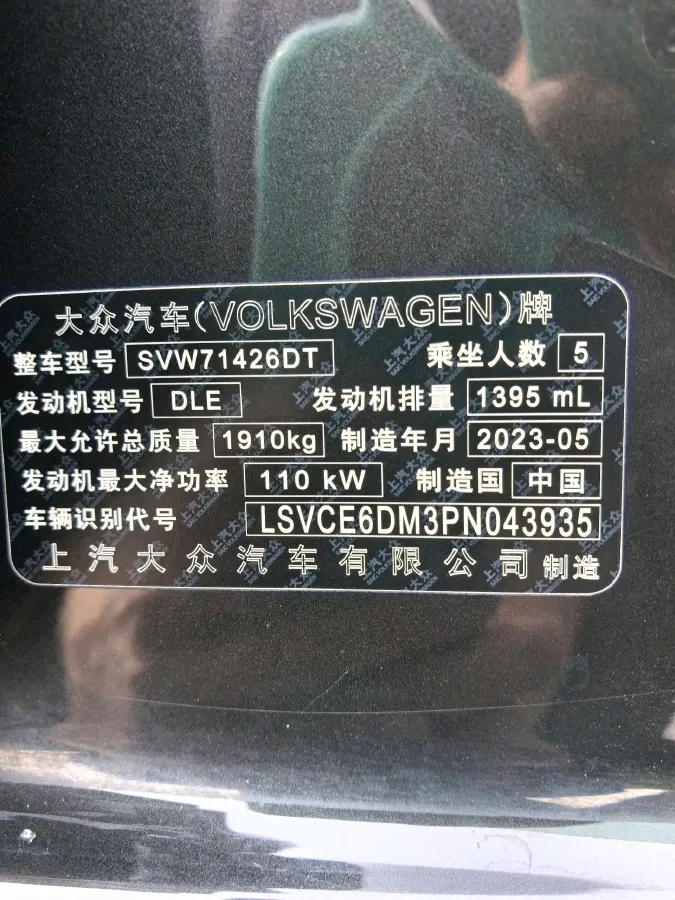 大众汽车(VOLKSWAGEN)牌
整车型号 SVW71426DT 乘坐人数 5
发动机型号 DLE 发动机排量 1395 mL
最大允许总质量 1910kg 制造年月 2023-05
发动机最大净功率 110 kW 制造国 中国
车辆识别代号 LSVCE6DM3PN043935
上汽大众汽车有限公司 制造